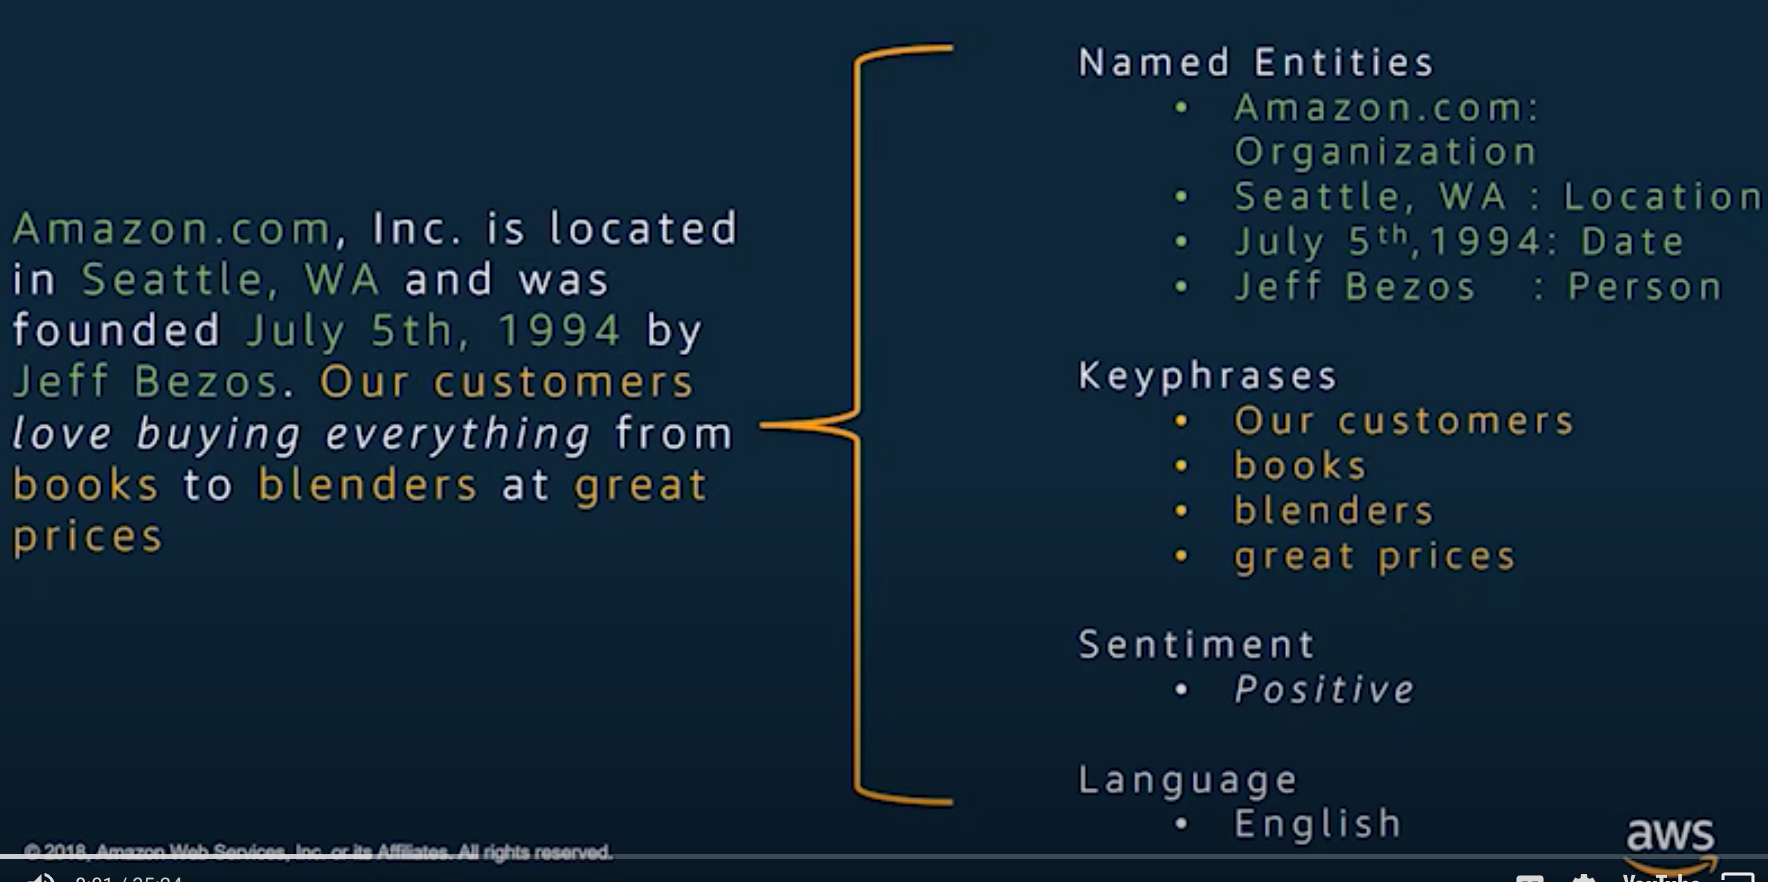 Amazon.com, Inc. is located
in Seattle, WA and was
founded July 5th, 1994 by
Jeff Bezos. Our customers
love buying everything from
books to blenders at great
prices
Named Entities
• Amazon.com:
Organization
• Seattle, WA : Location
• July 5th,1994: Date
• Jeff Bezos : Person
Keyphrases
• Our customers
• books
• blenders
• great prices
Sentiment
• Positive
Language
• English
© 2018, Amazon Web Services, Inc. or its Affiliates. All rights reserved.
aws
YouTube